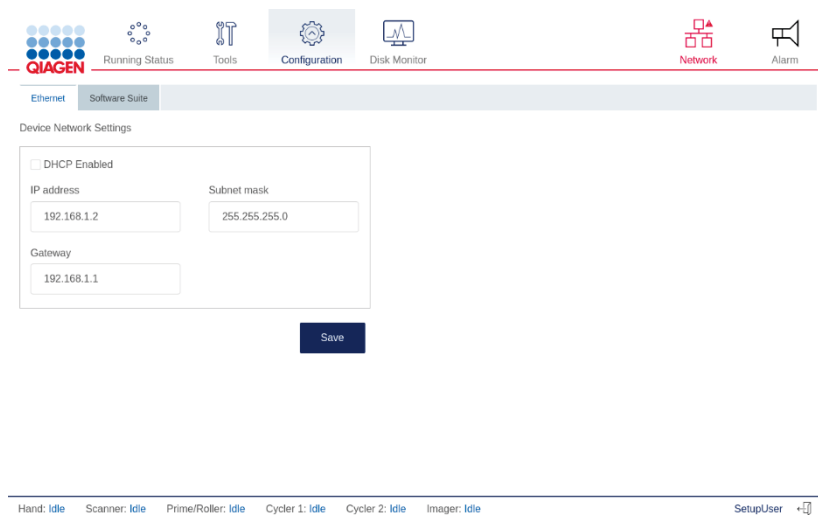 QIAGEN
Running Status Tools Configuration Disk Monitor Network Alarm
Ethernet Software Suite
Device Network Settings
DHCP Enabled
IP address Subnet mask
192.168.1.2 255.255.255.0
Gateway
192.168.1.1
Save
Hand: Idle Scanner: Idle Prime/Roller: Idle Cycler 1: Idle Cycler 2: Idle Imager: Idle SetupUser